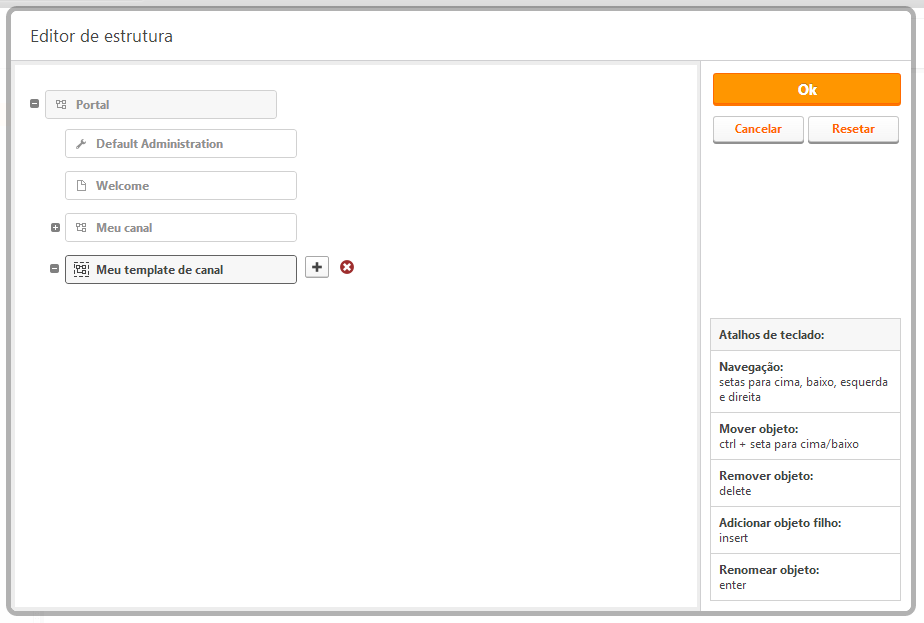 Editor de estrutura
Portal
Default Administration
Welcome
Meu canal
Meu template de canal
Ok
Cancelar
Resetar
Atalhos de teclado:
Navegação:
setas para cima, baixo, esquerda
e direita
Mover objeto:
ctrl + seta para cima/baixo
Remover objeto:
delete
Adicionar objeto filho:
insert
Renomear objeto:
enter